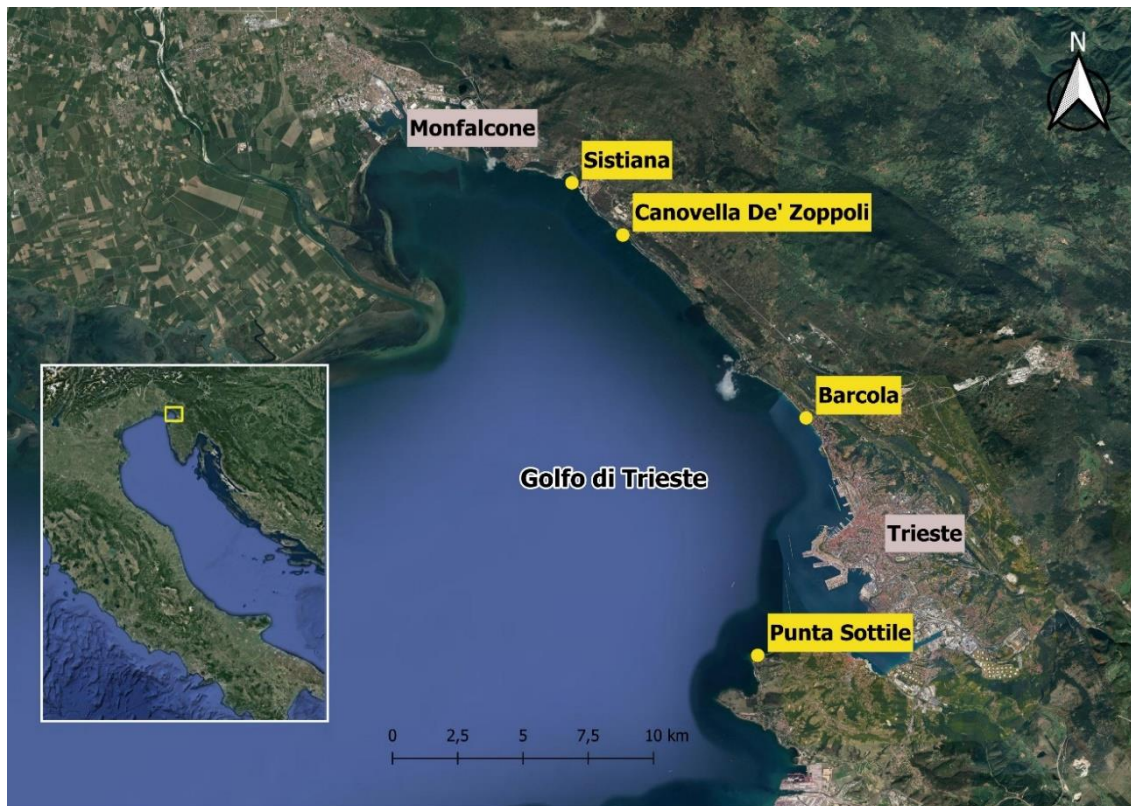 N
Monfalcone
Sistiana
Canovella De' Zoppoli
Barcola
Golfo di Trieste
Trieste
Punta Sottile
0 2,5 5 7,5 10 km